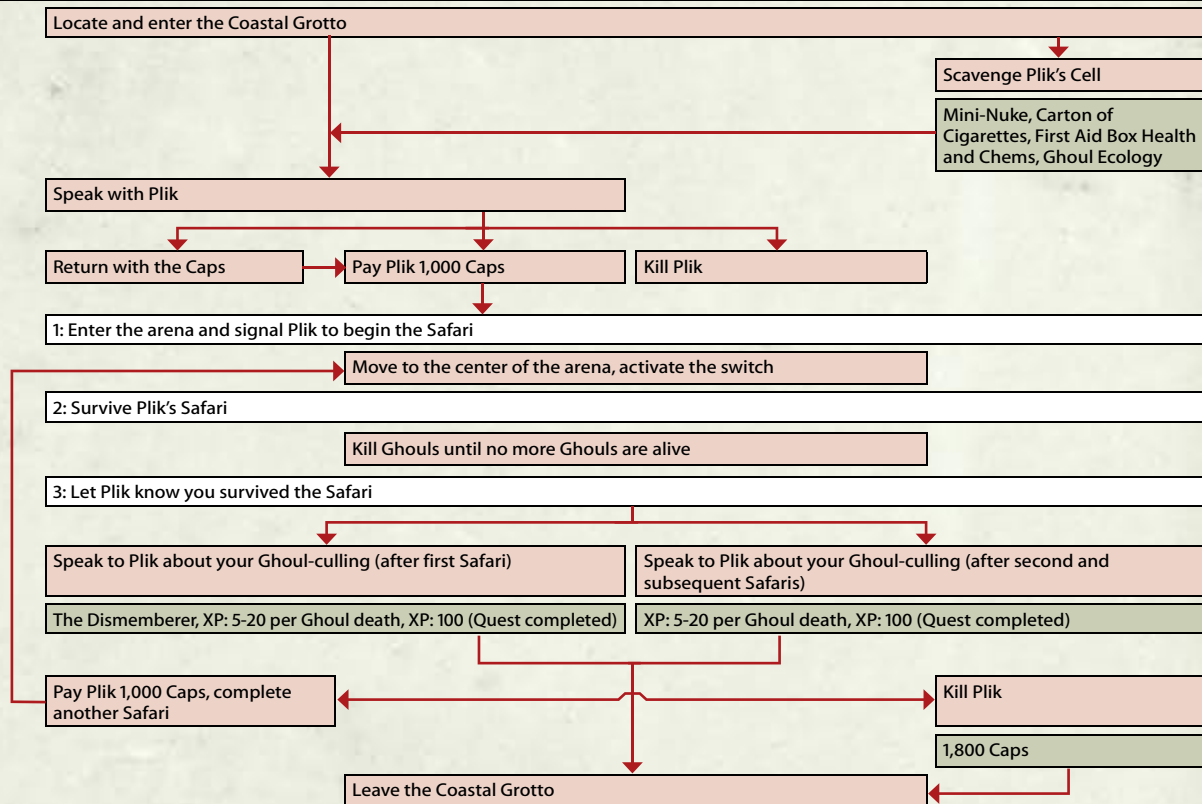 Locate and enter the Coastal Grotto
Scavenge Plik's Cell
Mini-Nuke, Carton of
Cigarettes, First Aid Box Health
and Chems, Ghoul Ecology
Speak with Plik
Return with the Caps
Pay Plik 1,000 Caps
Kill Plik
1: Enter the arena and signal Plik to begin the Safari
Move to the center of the arena, activate the switch
2: Survive Plik's Safari
Kill Ghouls until no more Ghouls are alive
3: Let Plik know you survived the Safari
Speak to Plik about your Ghoul-culling (after first Safari)
Speak to Plik about your Ghoul-culling (after second and
subsequent Safaris)
The Dismemberer, XP: 5-20 per Ghoul death, XP: 100 (Quest completed)
XP: 5-20 per Ghoul death, XP: 100 (Quest completed)
Pay Plik 1,000 Caps, complete
another Safari
Kill Plik
1,800 Caps
Leave the Coastal Grotto